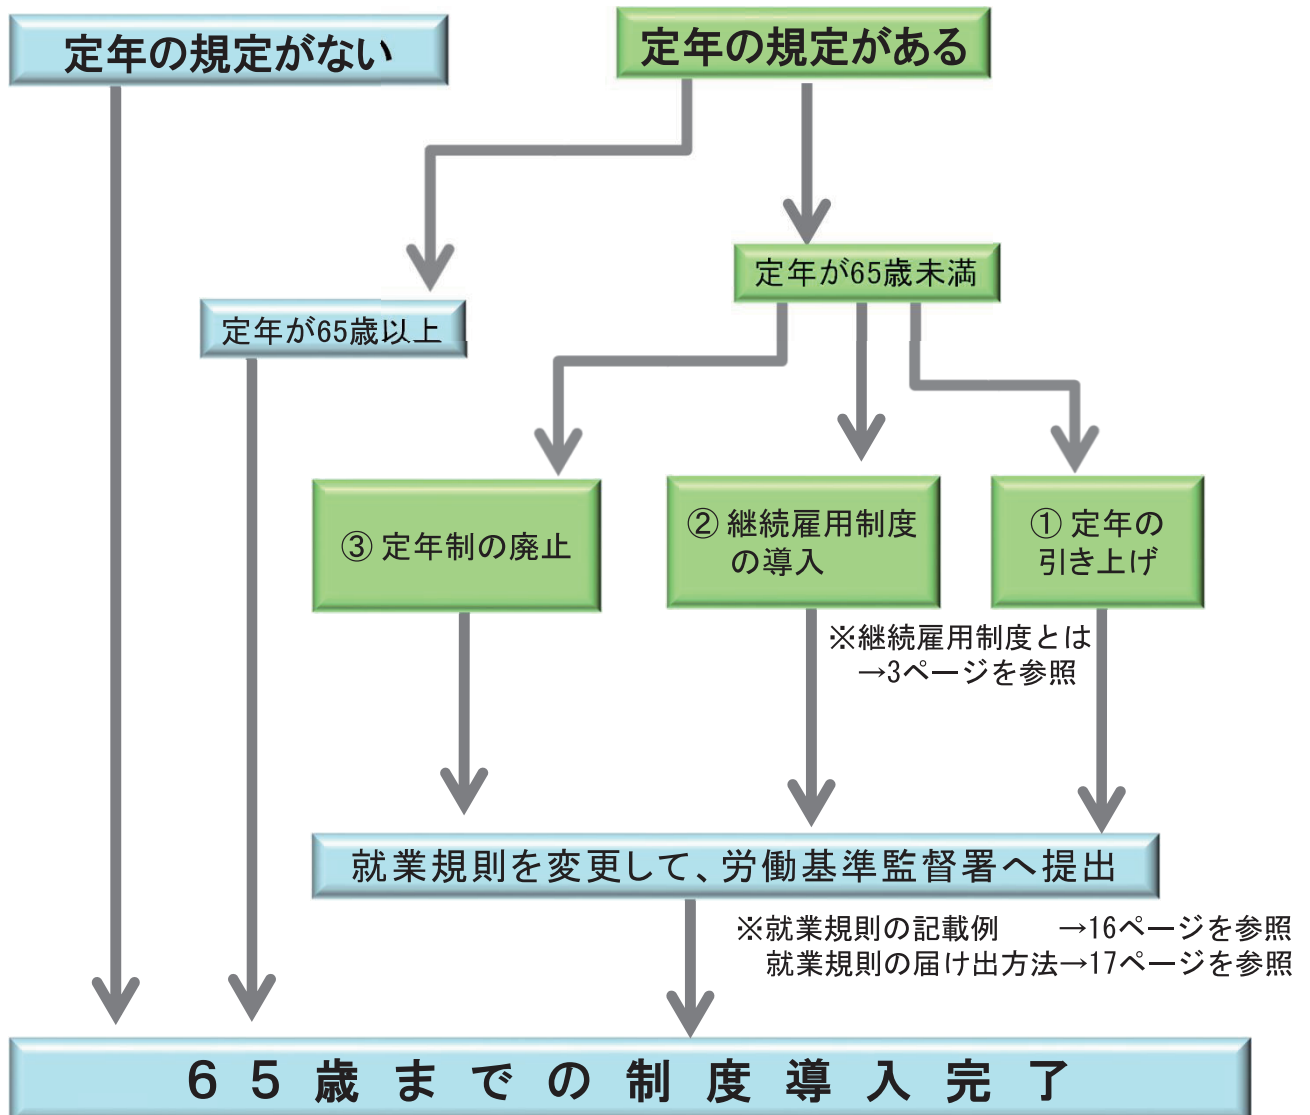 定年の規定がない
定年の規定がある
定年が65歳未満
定年が65歳以上
③ 定年制の廃止
② 継続雇用制度
の導入
① 定年の
引き上げ
※継続雇用制度とは
→3ページを参照
就業規則を変更して、労働基準監督署へ提出
※就業規則の記載例　　→16ページを参照
就業規則の届け出方法→17ページを参照
６５歳までの制度導入完了